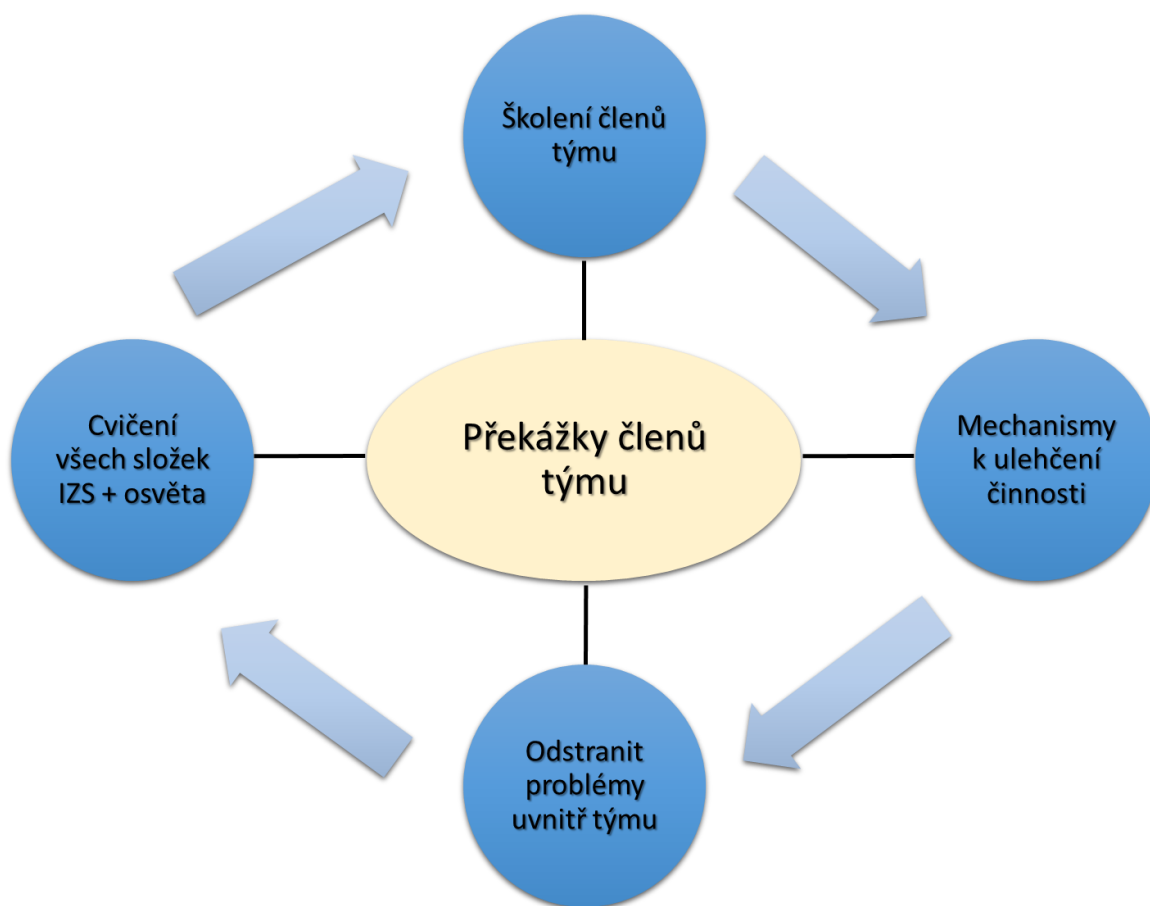 Školení členů
týmu
Cvičení
všech složek
IZS + osvěta
Překážky členů
týmu
Mechanismy
k ulehčení
činnosti
Odstranit
problémy
uvnitř týmu